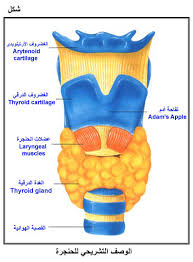 شكل
الغضروف الارتينويدي
Arytenoid
cartilage
الغضروف الدرقي
Thyroid cartilage
تفاحة آدم
Adam's Apple
عضلات الحنجرة
Laryngeal
muscles
الغدة الدرقية
Thyroid gland
القصبة الهوائية
الوصف التشريحي للحنجرة